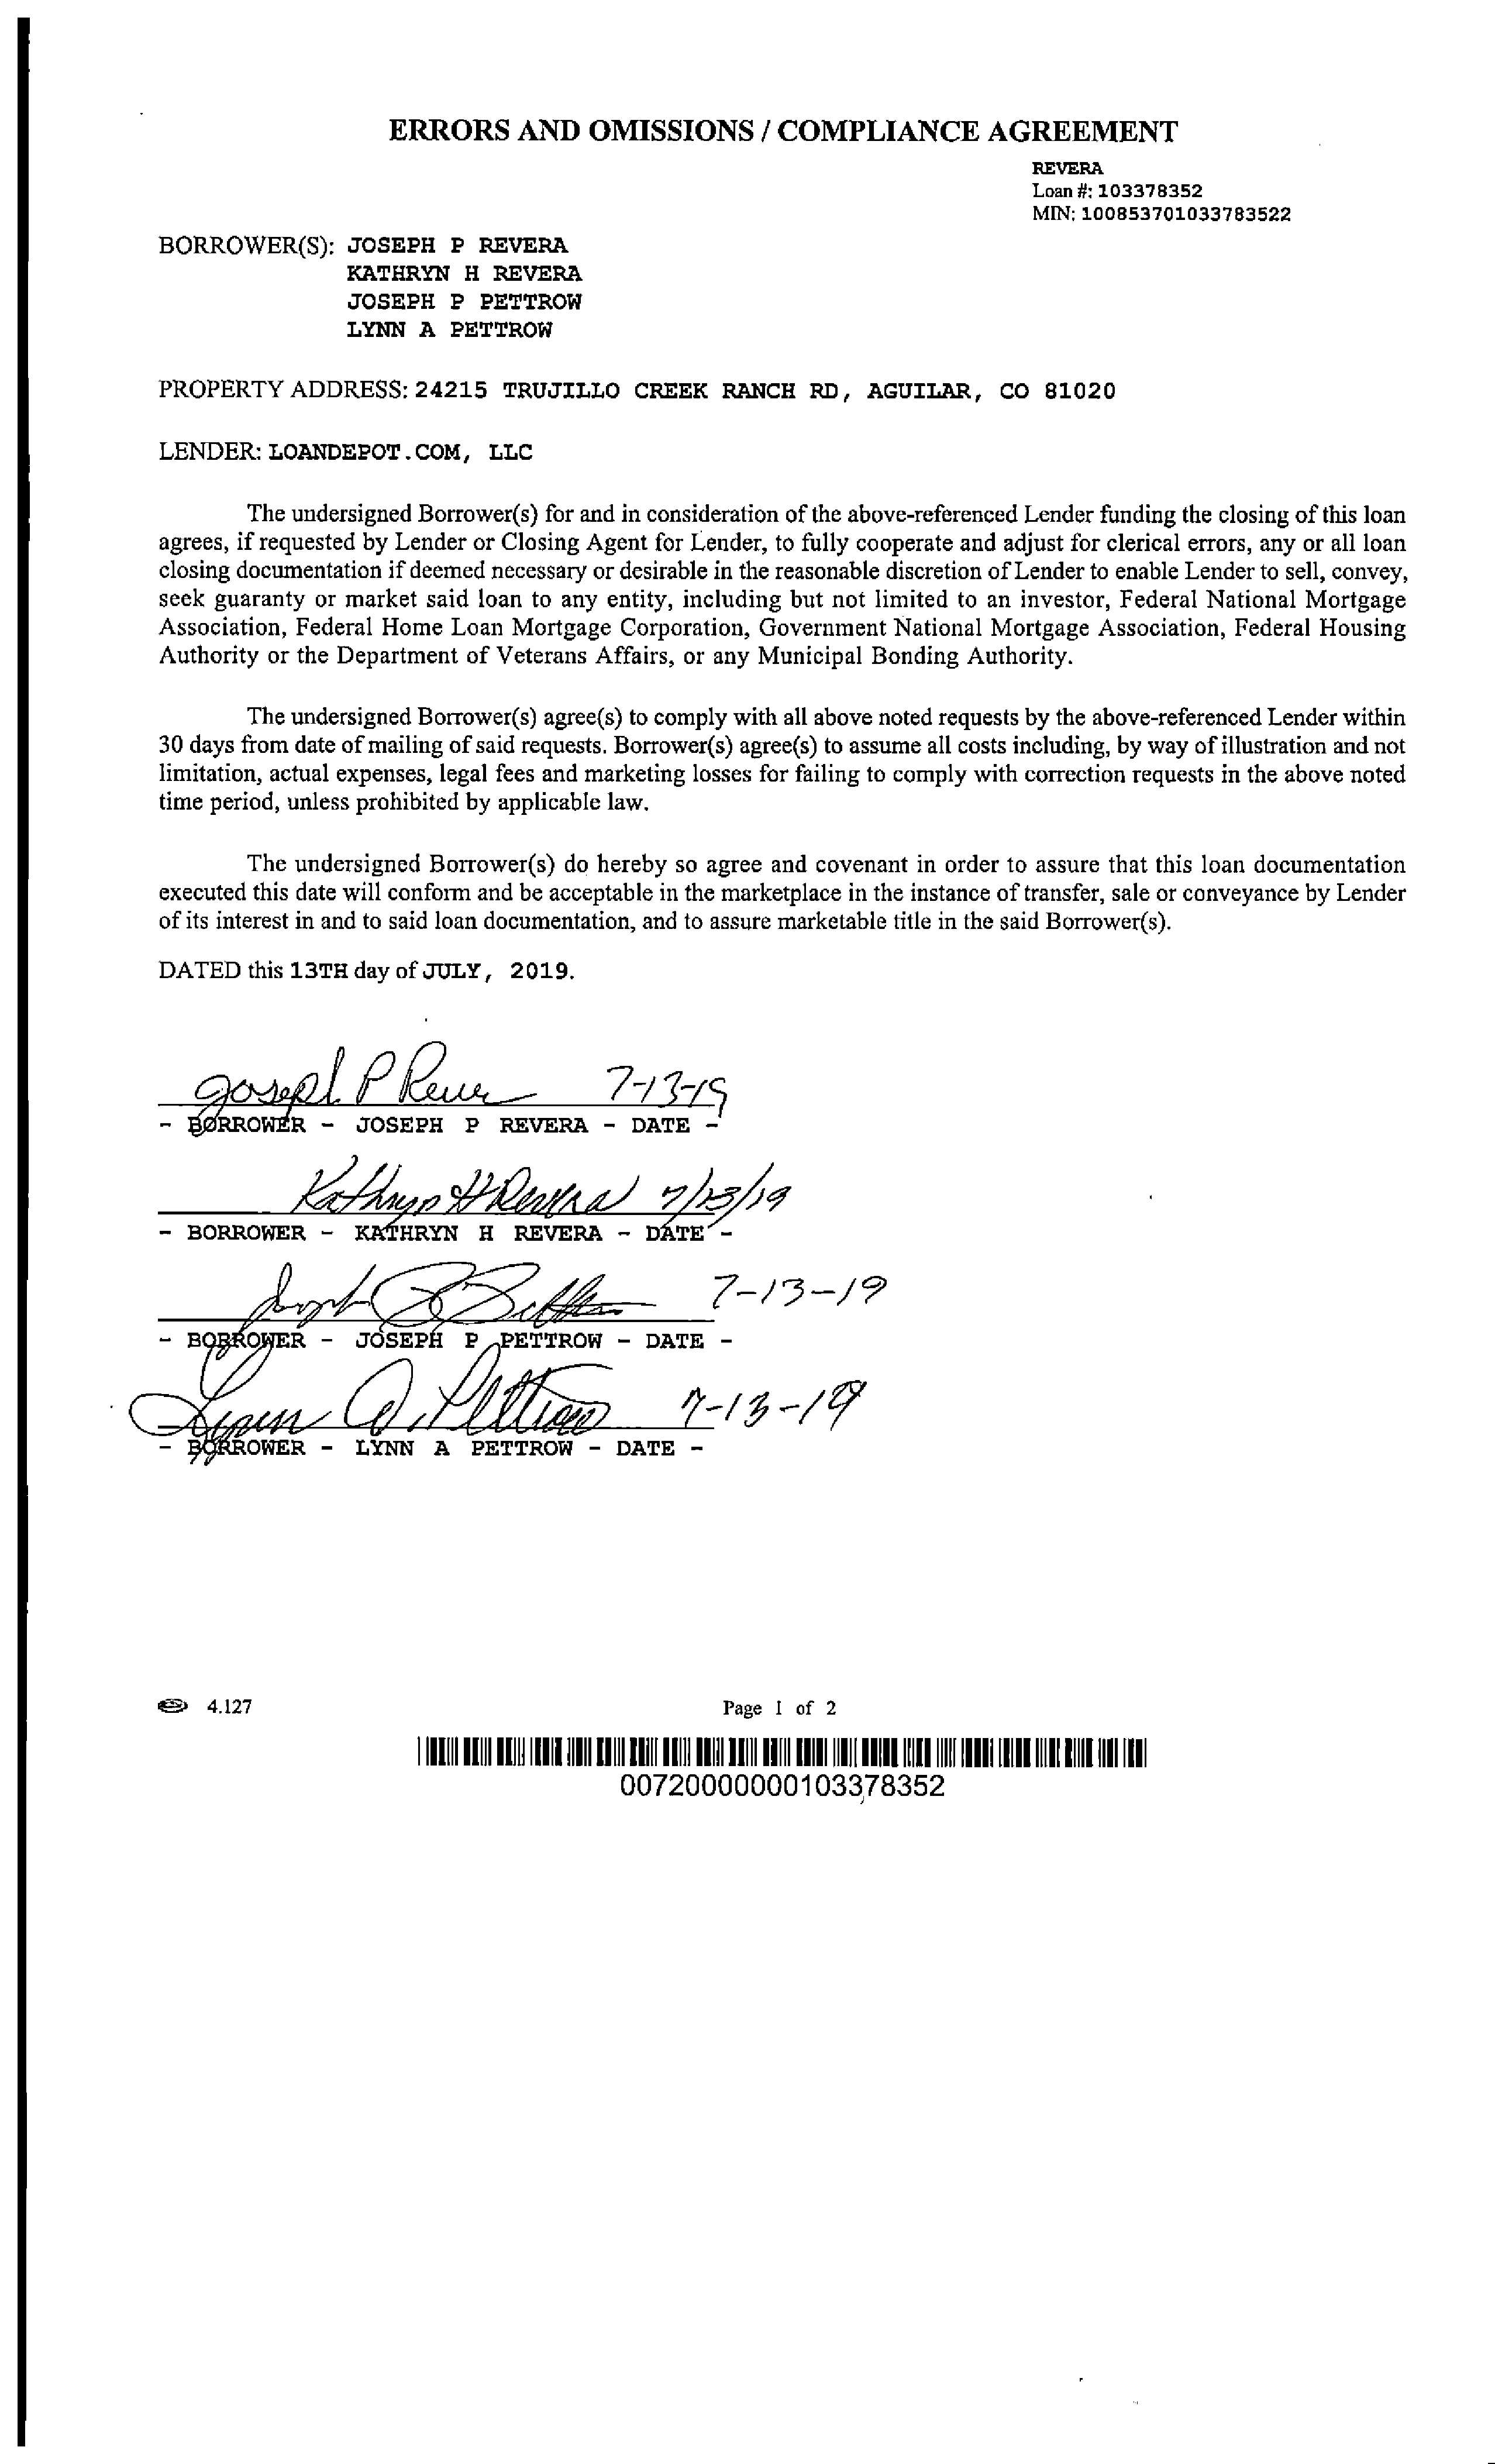 ERRORS AND OMISSIONS / COMPLIANCE AGREEMENT
REVERA
Loan #: 103378352
MIN: 100853701033783522
BORROWER(S): JOSEPH P REVERA
KATHRYN H REVERA
JOSEPH P PETTROW
LYNN A PETTROW
PROPERTY ADDRESS: 24215 TRUJILLO CREEK RANCH RD, AGUILAR, CO 81020
LENDER: LOANDEPOT.COM, LLC
The undersigned Borrower(s) for and in consideration of the above-referenced Lender funding the closing of this loan
agrees, if requested by Lender or Closing Agent for Lender, to fully cooperate and adjust for clerical errors, any or all loan
closing documentation if deemed necessary or desirable in the reasonable discretion of Lender to enable Lender to sell, convey,
seek guaranty or market said loan to any entity, including but not limited to an investor, Federal National Mortgage
Association, Federal Home Loan Mortgage Corporation, Government National Mortgage Association, Federal Housing
Authority or the Department of Veterans Affairs, or any Municipal Bonding Authority.
The undersigned Borrower(s) agree(s) to comply with all above noted requests by the above-referenced Lender within
30 days from date of mailing of said requests. Borrower(s) agree(s) to assume all costs including, by way of illustration and not
limitation, actual expenses, legal fees and marketing losses for failing to comply with correction requests in the above noted
time period, unless prohibited by applicable law.
The undersigned Borrower(s) do hereby so agree and covenant in order to assure that this loan documentation
executed this date will conform and be acceptable in the marketplace in the instance of transfer, sale or conveyance by Lender
of its interest in and to said loan documentation, and to assure marketable title in the said Borrower(s).
DATED this 13TH day of JULY, 2019.
Joseph P Revera 7-13-19
- BORROWER - JOSEPH P REVERA - DATE -
Kathryn H Revera 7/13/19
- BORROWER - KATHRYN H REVERA - DATE -
Joseph P Pettrow 7-13-19
- BORROWER - JOSEPH P PETTROW - DATE -
Lynn A. Pettrow 7-13-19
- BORROWER - LYNN A PETTROW - DATE -
4.127 Page 1 of 2
00720000000103378352